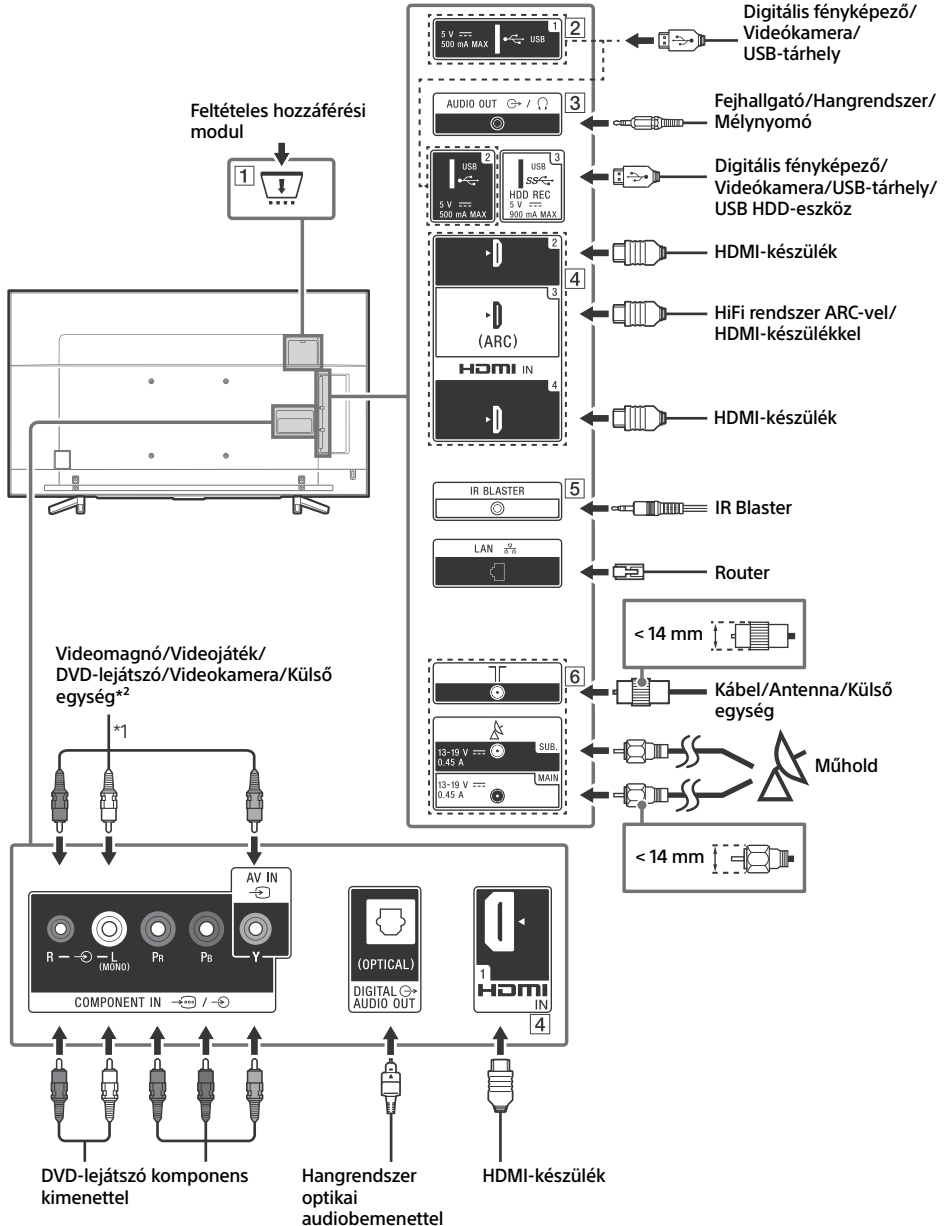 Digitális fényképező/
Videókamera/
USB-tárhely
5 V
500 mA MAX
USB
1
2
Feltételes hozzáférési
modul
1
AUDIO OUT / 
3
Fejhallgató/Hangrendszer/
Mélynyomó
2
USB
5 V
500 mA MAX
3
USB
SS
HDD REC
5 V
900 mA MAX
Digitális fényképező/
Videókamera/USB-tárhely/
USB HDD-eszköz
2
HDMI-készülék
4
3
(ARC)
HiFi rendszer ARC-vel/
HDMI-készülékkel
HDMI IN
4
HDMI-készülék
IR BLASTER
5
IR Blaster
LAN
Router
< 14 mm
6
Kábel/Antenna/Külső
egység
13-19 V
0.45 A
SUB.
13-19 V
0.45 A
MAIN
Műhold
< 14 mm
Videomagnó/Videojáték/
DVD-lejátszó/Videokamera/Külső
egység*2
*1
AV IN
R — — L
(MONO)
PR
PB
Y
COMPONENT IN /
(OPTICAL)
DIGITAL
AUDIO OUT
1
HDMI
IN
4
DVD-lejátszó komponens
kimenettel
Hangrendszer
optikai
audiobemenettel
HDMI-készülék